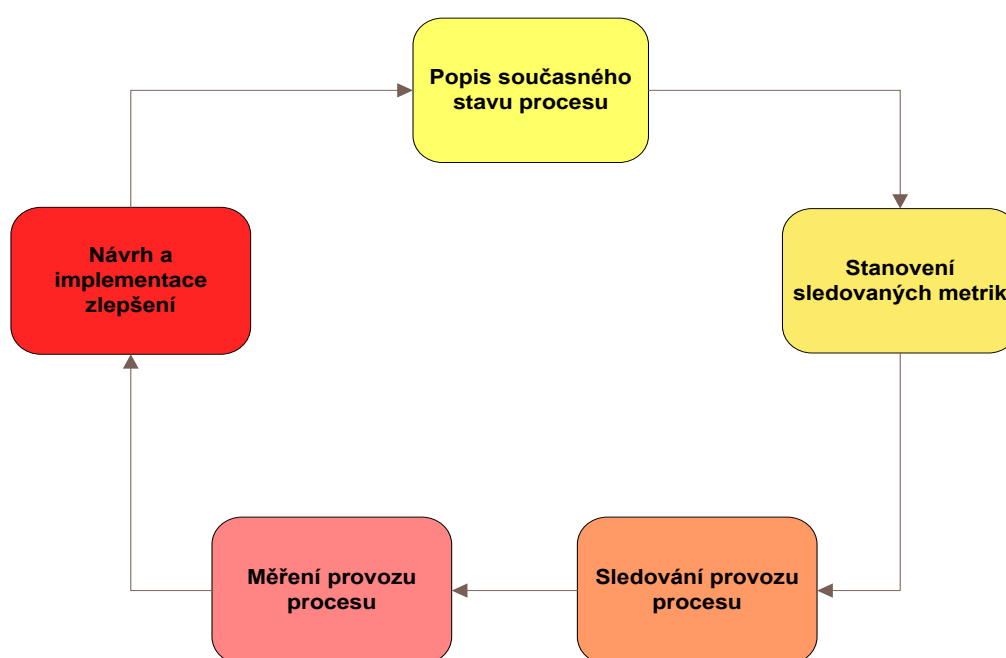 Popis současného
stavu procesu
Stanovení
sledovaných metrik
Sledování provozu
procesu
Měření provozu
procesu
Návrh a
implementace
zlepšení